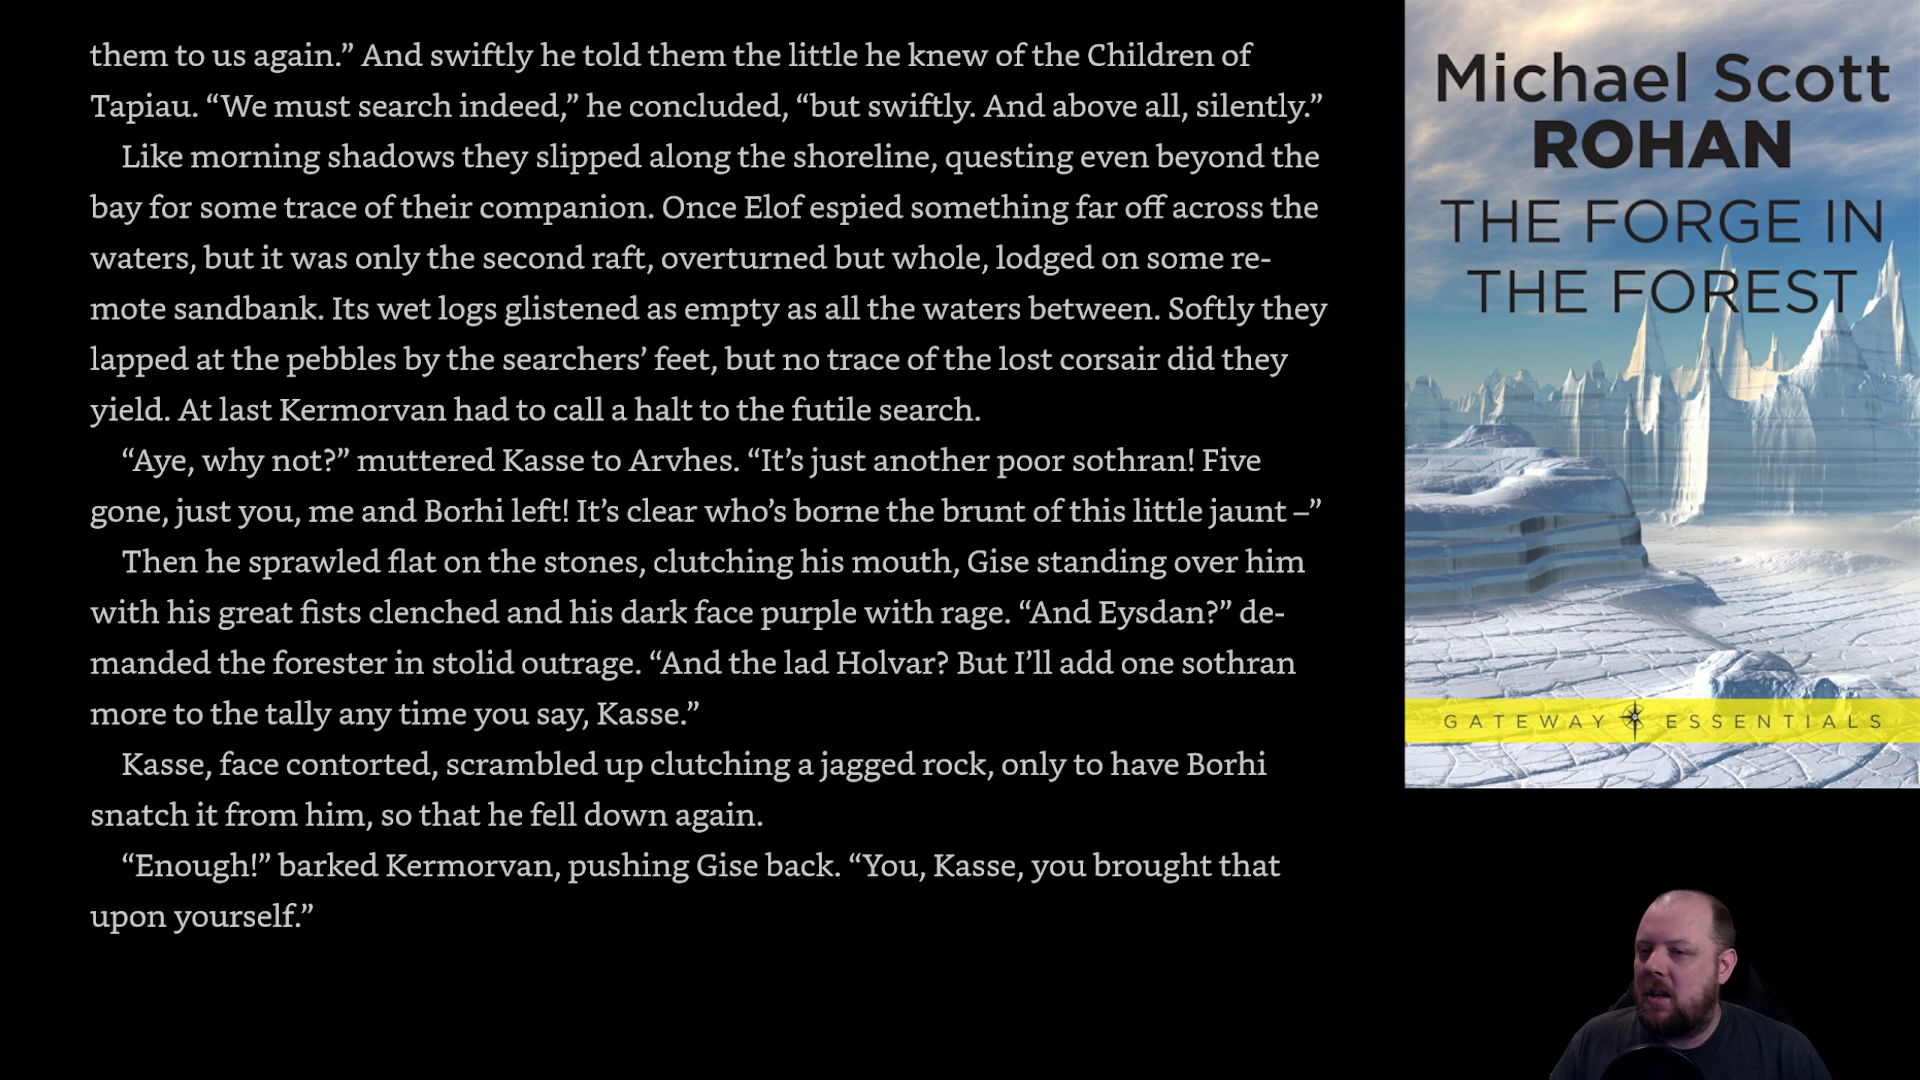 them to us again.” And swiftly he told them the little he knew of the Children of
Tapiau. “We must search indeed,” he concluded, “but swiftly. And above all, silently.”
Like morning shadows they slipped along the shoreline, questing even beyond the
bay for some trace of their companion. Once Elof espied something far off across the
waters, but it was only the second raft, overturned but whole, lodged on some re-
mote sandbank. Its wet logs glistened as empty as all the waters between. Softly they
lapped at the pebbles by the searchers’ feet, but no trace of the lost corsair did they
yield. At last Kermorvan had to call a halt to the futile search.
“Aye, why not?” muttered Kasse to Arvhes. “It’s just another poor sothran! Five
gone, just you, me and Borhi left! It’s clear who’s borne the brunt of this little jaunt –”
Then he sprawled flat on the stones, clutching his mouth, Gise standing over him
with his great fists clenched and his dark face purple with rage. “And Eysdan?” de-
manded the forester in stolid outrage. “And the lad Holvar? But I’ll add one sothran
more to the tally any time you say, Kasse.”
Kasse, face contorted, scrambled up clutching a jagged rock, only to have Borhi
snatch it from him, so that he fell down again.
“Enough!” barked Kermorvan, pushing Gise back. “You, Kasse, you brought that
upon yourself.”
Michael Scott
ROHAN
THE FORGE IN
THE FOREST
GATEWAY ESSENTIALS